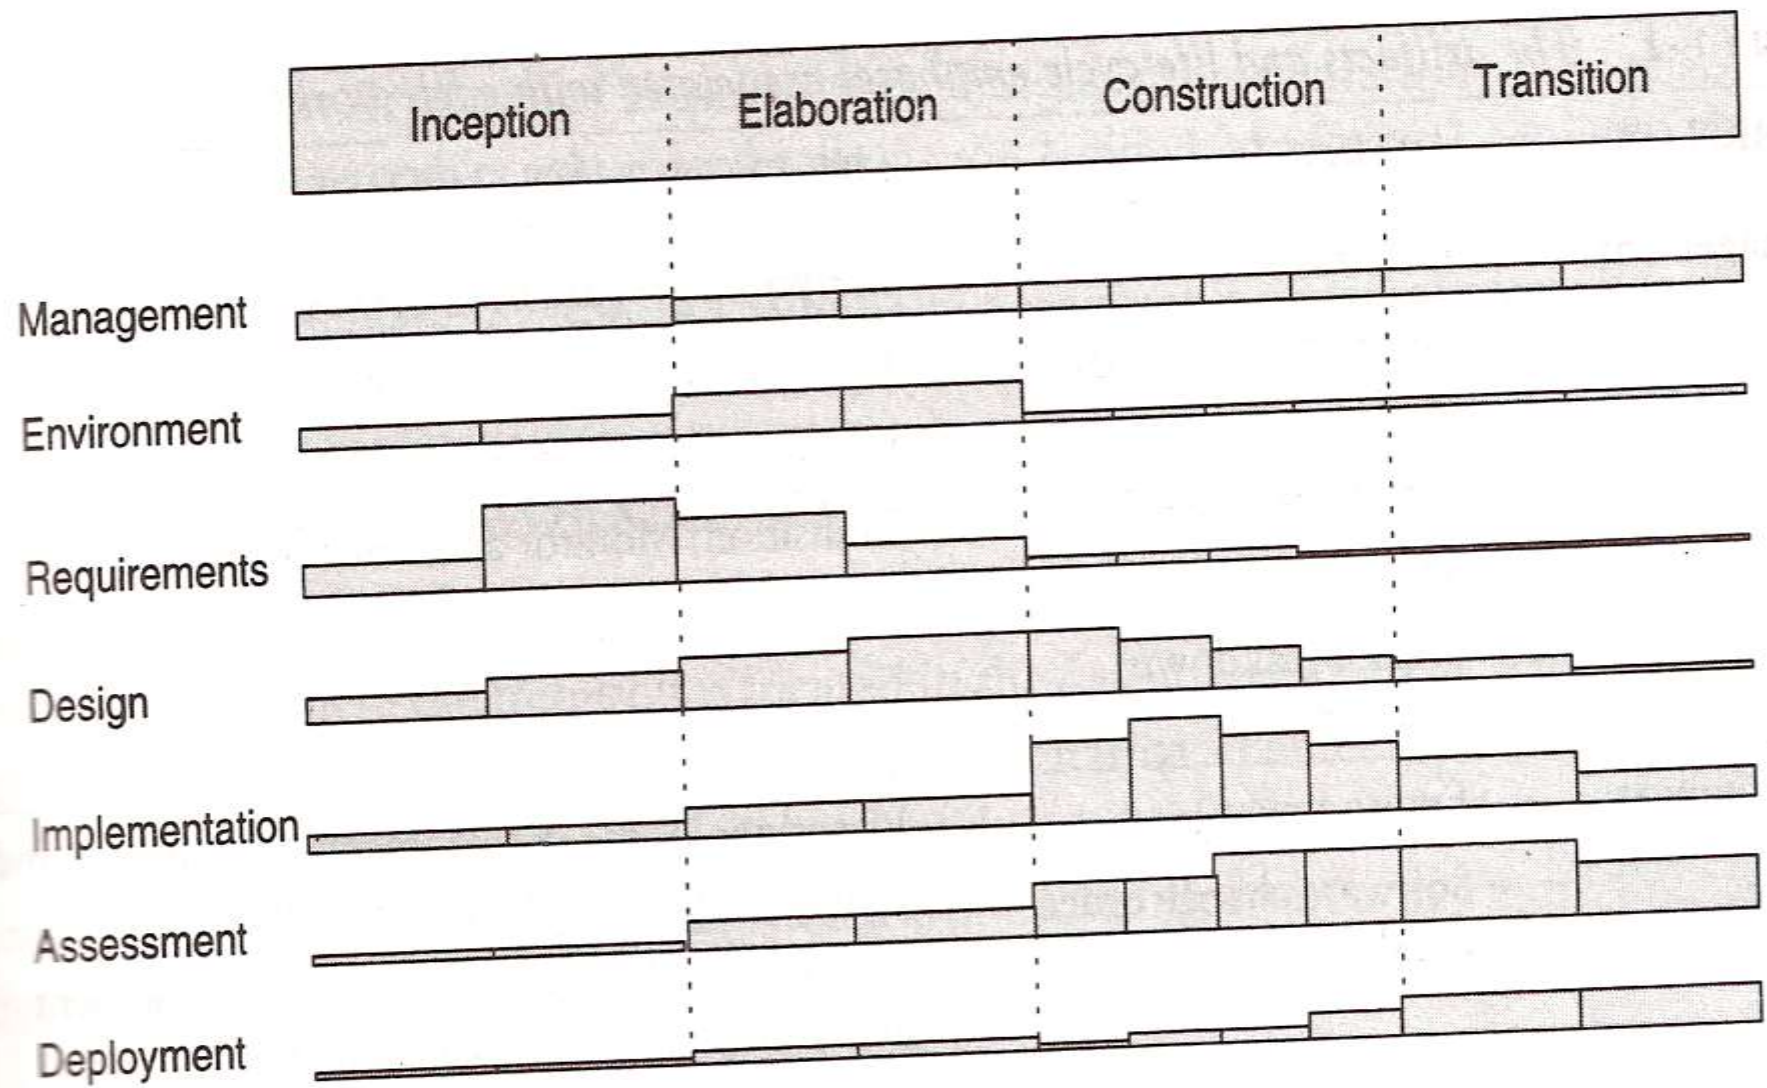 Inception Elaboration Construction Transition
Management
Environment
Requirements
Design
Implementation
Assessment
Deployment